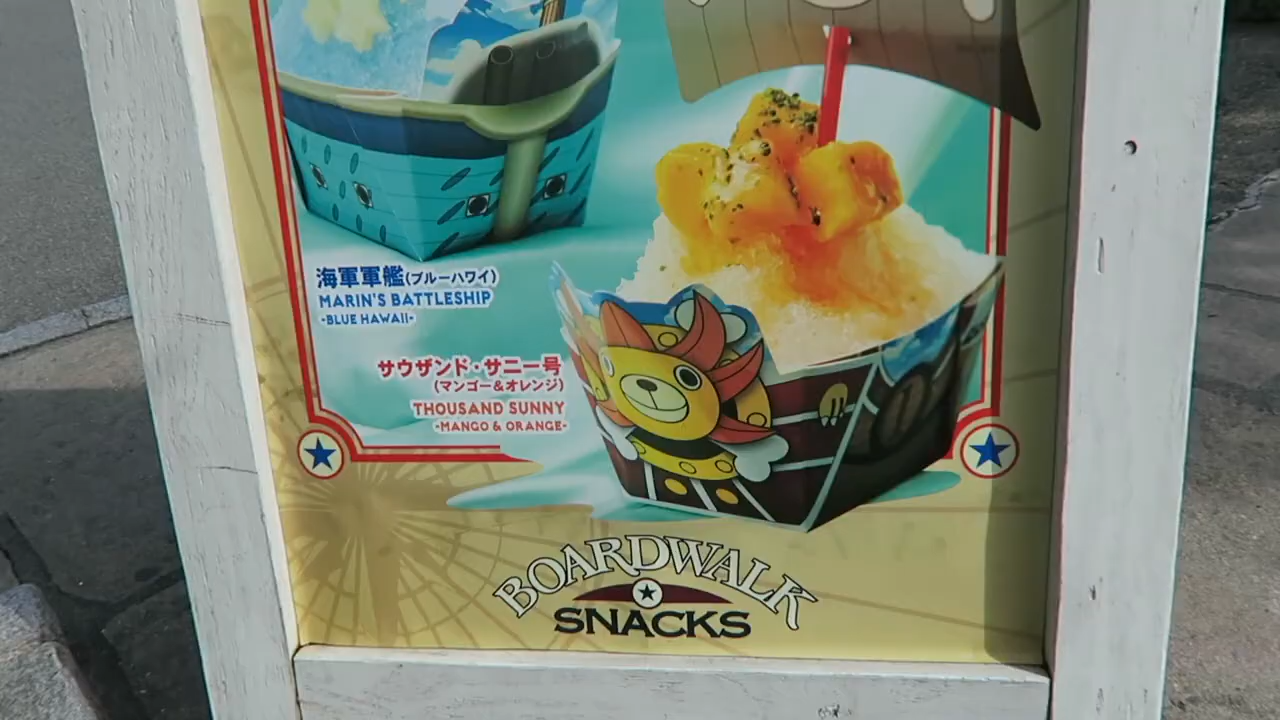 海軍軍艦(ブルーハワイ)
MARIN'S BATTLESHIP
-BLUE HAWAII-
サウザンド・サニー号
(マンゴー&オレンジ)
THOUSAND SUNNY
-MANGO & ORANGE-
BOARDWALK
SNACKS